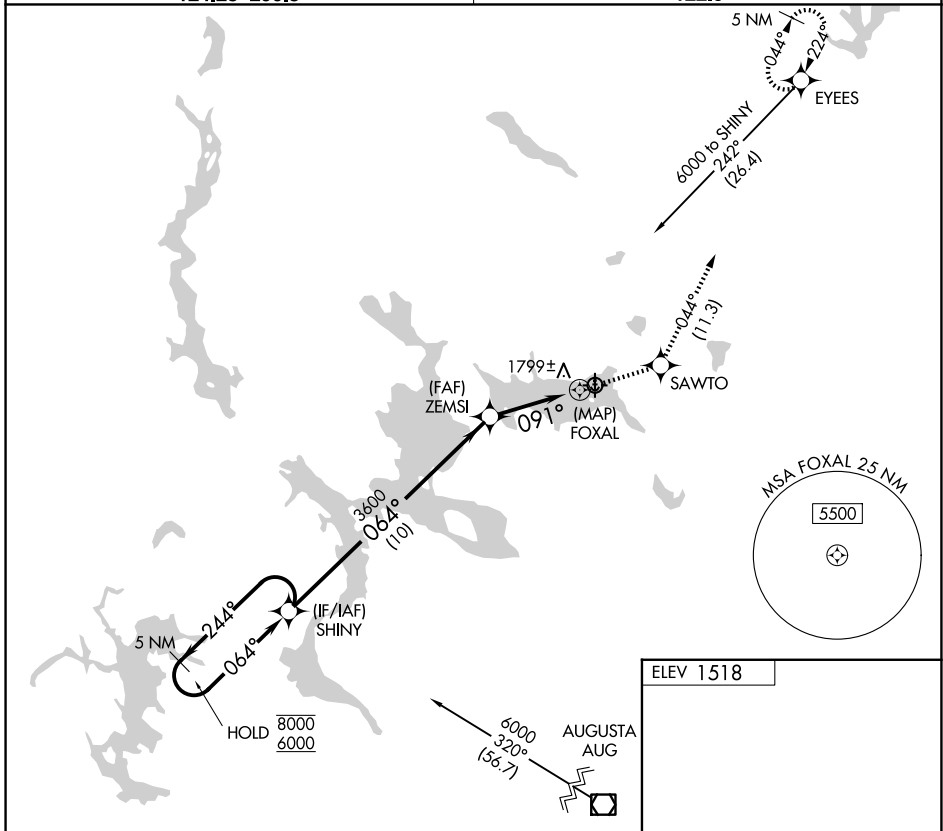 5 NM
044°
224°
EYEES
6000 to SHINY
242°
(26.4)
044°
(11.3)
1799±
SAWTO
(FAF)
ZEMSI
091°
(MAP)
FOXAL
MSA FOXAL 25 NM
5500
3600
064°
(10)
244°
(IF/IAF)
SHINY
5 NM
064°
HOLD
8000
6000
6000
320°
(56.7)
AUGUSTA
AUG
ELEV 1518